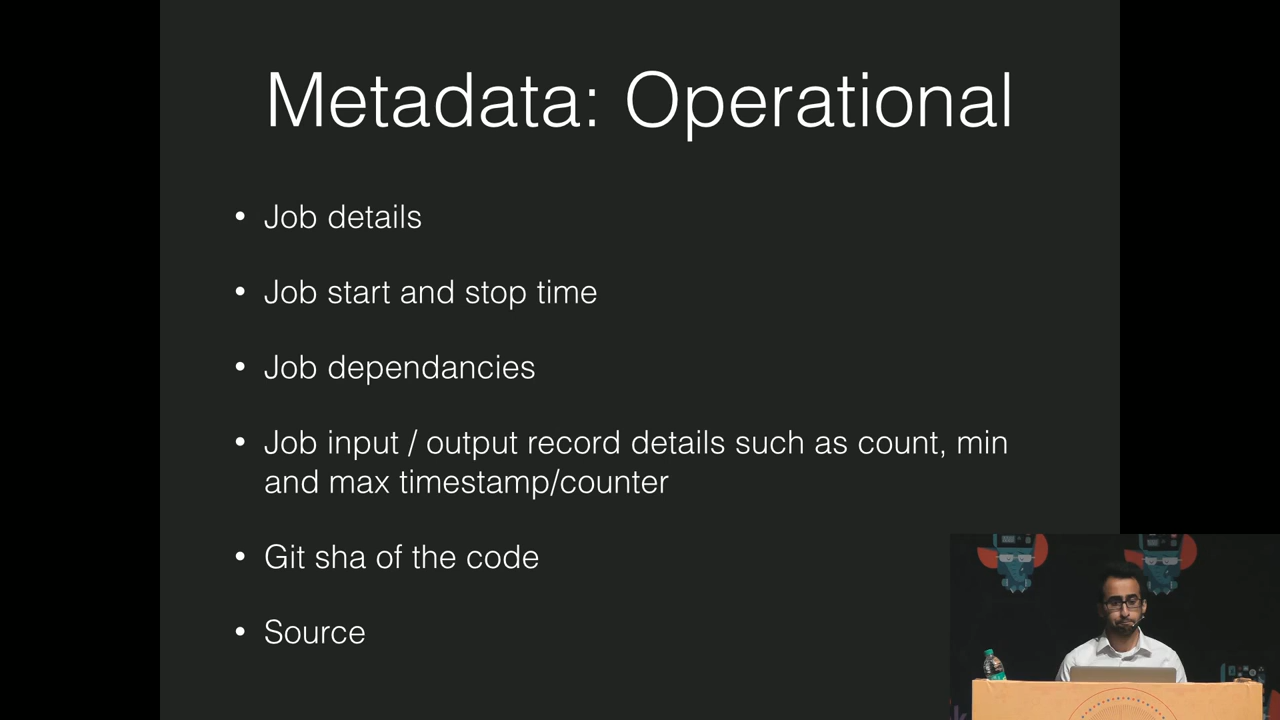 Metadata: Operational
• Job details
• Job start and stop time
• Job dependancies
• Job input / output record details such as count, min
and max timestamp/counter
• Git sha of the code
• Source